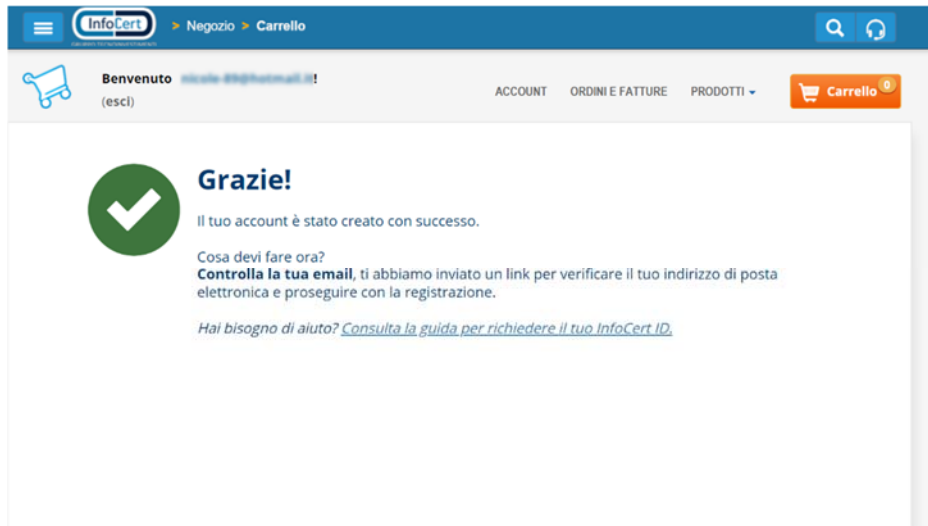 InfoCert > Negozio > Carrello
Benvenuto !
(esci)
ACCOUNT ORDINI E FATTURE PRODOTTI Carrello 0
Grazie!
Il tuo account è stato creato con successo.
Cosa devi fare ora?
Controlla la tua email, ti abbiamo inviato un link per verificare il tuo indirizzo di posta
elettronica e proseguire con la registrazione.
Hai bisogno di aiuto? Consulta la guida per richiedere il tuo InfoCert ID.